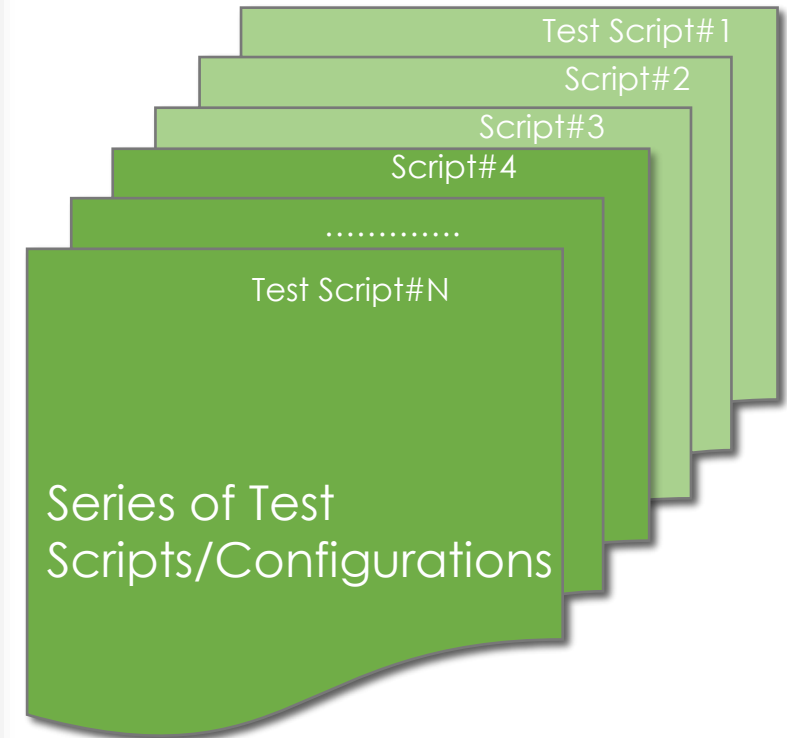 Test Script#1
Script#2
Script#3
Script#4
.............
Test Script#N
Series of Test
Scripts/Configurations